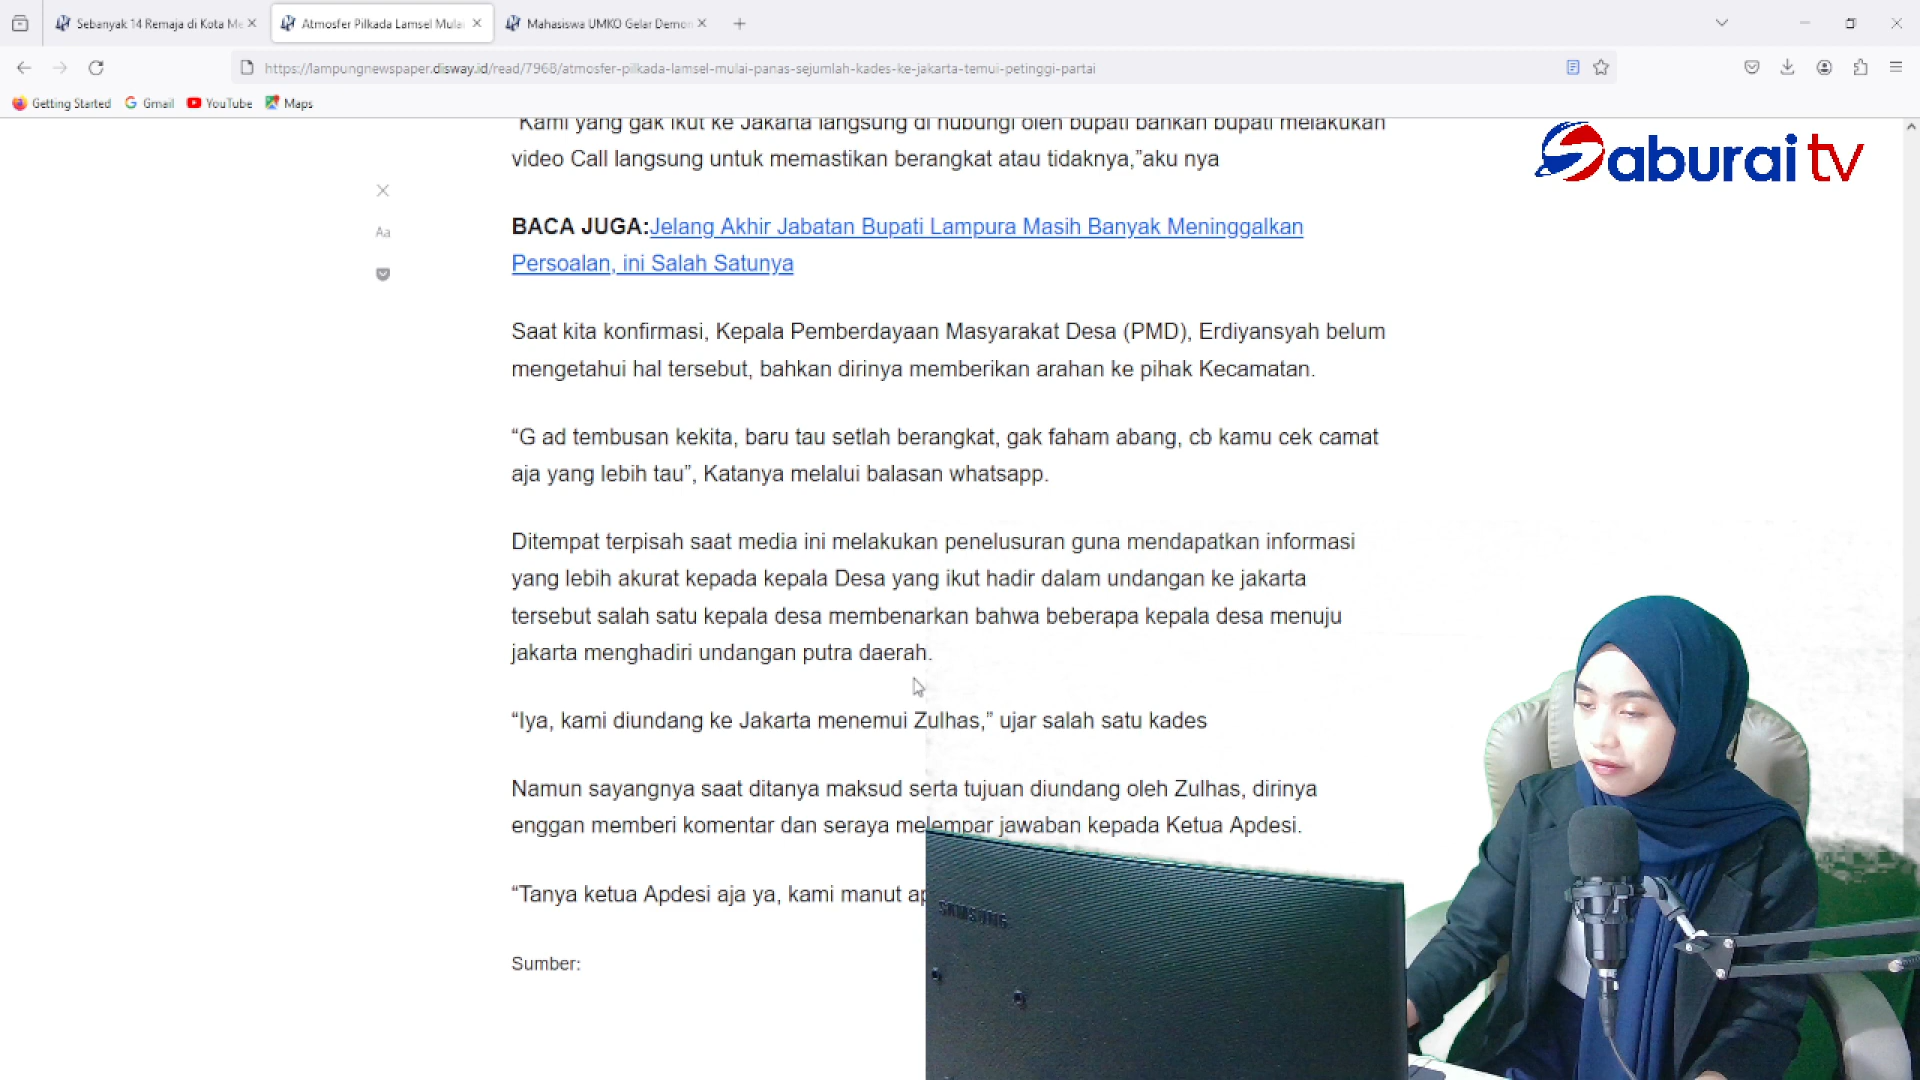 Sebanyak 14 Remaja di Kota Me
Atmosfer Pilkada Lamsel Mula
Mahasiswa UMKO Gelar Demon
https://lampungnewspaper.disway.id/read/7968/atmosfer-pilkada-lamsel-mulai-panas-sejumlah-kades-ke-jakarta-temui-petinggi-partai
Getting Started Gmail YouTube Maps
Saburai tv
“Kami yang gak ikut ke Jakarta langsung di hubungi oleh bupati bahkan bupati melakukan
video Call langsung untuk memastikan berangkat atau tidaknya,”aku nya
Aa
BACA JUGA:Jelang Akhir Jabatan Bupati Lampura Masih Banyak Meninggalkan
Persoalan, ini Salah Satunya
Saat kita konfirmasi, Kepala Pemberdayaan Masyarakat Desa (PMD), Erdiyansyah belum
mengetahui hal tersebut, bahkan dirinya memberikan arahan ke pihak Kecamatan.
“G ad tembusan kekita, baru tau setlah berangkat, gak faham abang, cb kamu cek camat
aja yang lebih tau”, Katanya melalui balasan whatsapp.
Ditempat terpisah saat media ini melakukan penelusuran guna mendapatkan informasi
yang lebih akurat kepada kepala Desa yang ikut hadir dalam undangan ke jakarta
tersebut salah satu kepala desa membenarkan bahwa beberapa kepala desa menuju
jakarta menghadiri undangan putra daerah.
“Iya, kami diundang ke Jakarta menemui Zulhas,” ujar salah satu kades
Namun sayangnya saat ditanya maksud serta tujuan diundang oleh Zulhas, dirinya
enggan memberi komentar dan seraya melempar jawaban kepada Ketua Apdesi.
“Tanya ketua Apdesi aja ya, kami manut
SAMSUNG
Sumber: